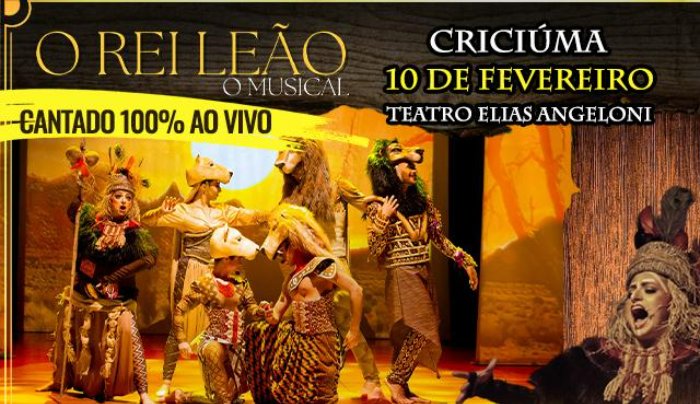 O REI LEÃO
O MUSICAL
CANTADO 100% AO VIVO
CRICIÚMA
10 DE FEVEREIRO
TEATRO ELIAS ANGELONI